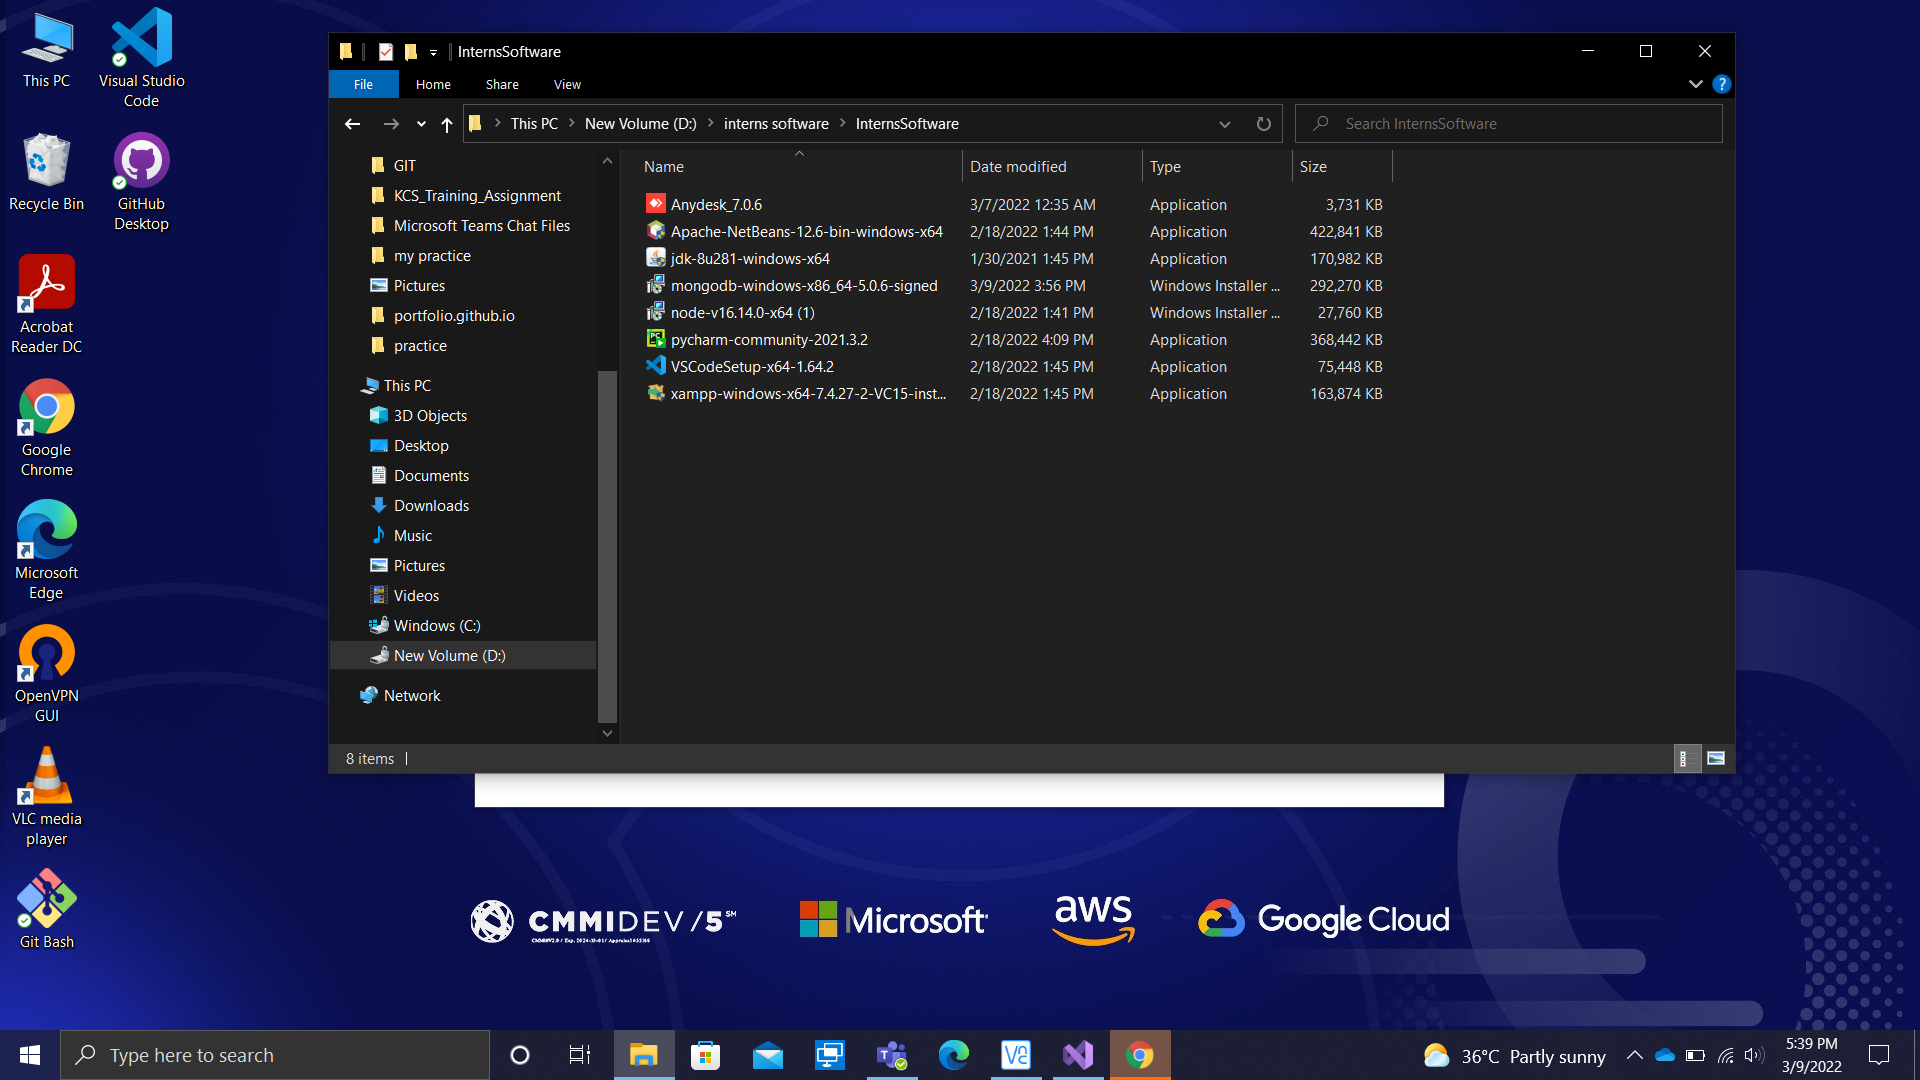 This PC
Visual Studio
Code
Recycle Bin
GitHub
Desktop
Acrobat
Reader DC
Google
Chrome
Microsoft
Edge
OpenVPN
GUI
VLC media
player
Git Bash
InternsSoftware
File
Home
Share
View
?
This PC
New Volume (D:)
interns software
InternsSoftware
Search InternsSoftware
GIT
KCS_Training_Assignment
Microsoft Teams Chat Files
my practice
Pictures
portfolio.github.io
practice
This PC
3D Objects
Desktop
Documents
Downloads
Music
Pictures
Videos
Windows (C:)
New Volume (D:)
Network
Name Date modified Type Size
Anydesk_7.0.6 3/7/2022 12:35 AM Application 3,731 KB
Apache-NetBeans-12.6-bin-windows-x64 2/18/2022 1:44 PM Application 422,841 KB
jdk-8u281-windows-x64 1/30/2021 1:45 PM Application 170,982 KB
mongodb-windows-x86_64-5.0.6-signed 3/9/2022 3:56 PM Windows Installer ... 292,270 KB
node-v16.14.0-x64 (1) 2/18/2022 1:41 PM Windows Installer ... 27,760 KB
pycharm-community-2021.3.2 2/18/2022 4:09 PM Application 368,442 KB
VSCodeSetup-x64-1.64.2 2/18/2022 1:45 PM Application 75,448 KB
xampp-windows-x64-7.4.27-2-VC15-inst... 2/18/2022 1:45 PM Application 163,874 KB
8 items
CMMIDEV/5℠
Microsoft
aws
Google Cloud
Type here to search
36°C Partly sunny
5:39 PM
3/9/2022